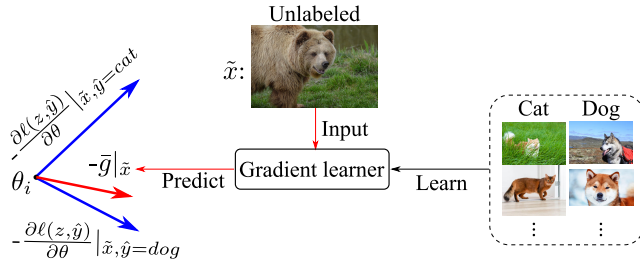 Unlabeled
x̃:
Cat Dog
-∂ℓ(z,ŷ)/∂θ|x̃,ŷ=cat
Input
-ḡ|x̃
Gradient learner
θi
Predict
Learn
-∂ℓ(z,ŷ)/∂θ|x̃,ŷ=dog
⋮ ⋮